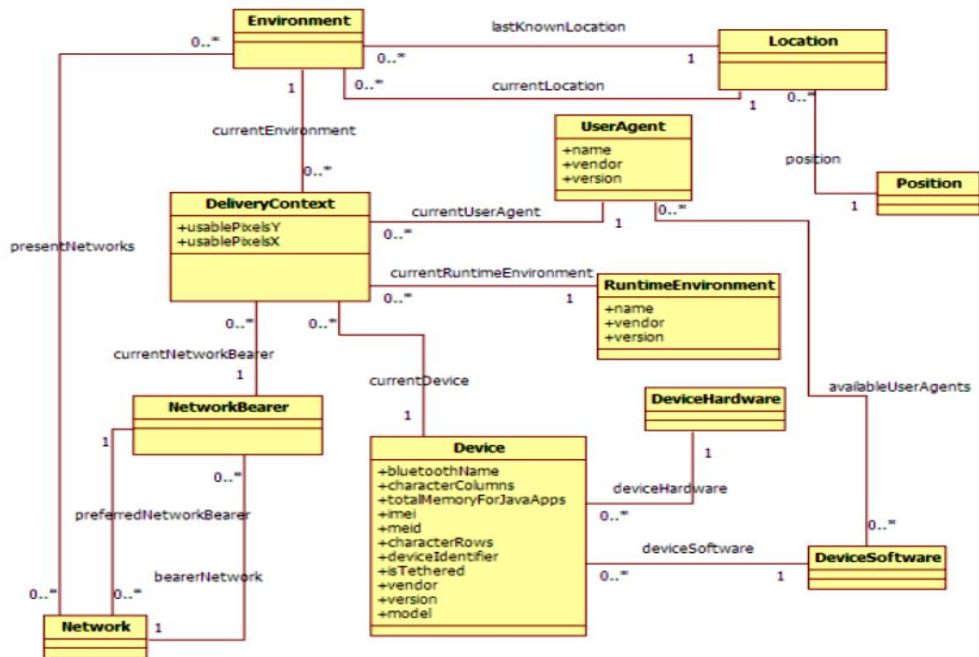 Environment
0..*
lastKnownLocation
0..*
1
Location
0..*
currentLocation
1
1
0..*
currentEnvironment
0..*
UserAgent
+name
+vendor
+version
position
1
Position
DeliveryContext
+usablePixelsY
+usablePixelsX
currentUserAgent
0..*
1
0..*
presentNetworks
currentRuntimeEnvironment
0..*
1
RuntimeEnvironment
+name
+vendor
+version
0..*
0..*
currentNetworkBearer
1
currentDevice
1
availableUserAgents
NetworkBearer
1
0..*
DeviceHardware
1
Device
+bluetoothName
+characterColumns
+totalMemoryForJavaApps
+imei
+meid
+characterRows
+deviceIdentifier
+isTethered
+vendor
+version
+model
deviceHardware
0..*
preferredNetworkBearer
0..*
deviceSoftware
0..*
1
DeviceSoftware
bearerNetwork
0..*
0..*
1
Network